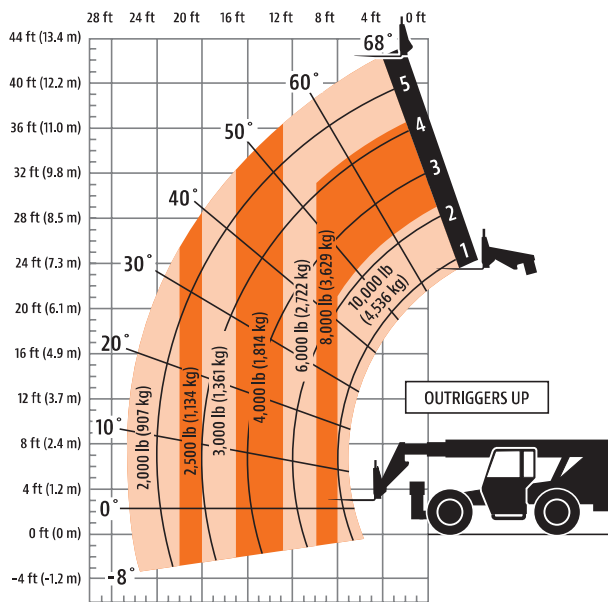 28 ft 24 ft 20 ft 16 ft 12 ft 8 ft 4 ft 0 ft
44 ft (13.4 m)
68°
40 ft (12.2 m)
60°
5
36 ft (11.0 m)
50°
4
32 ft (9.8 m)
3
40°
28 ft (8.5 m)
2
24 ft (7.3 m)
30°
1
20 ft (6.1 m)
20°
16 ft (4.9 m)
12 ft (3.7 m)
10°
8 ft (2.4 m)
4 ft (1.2 m)
0°
0 ft (0 m)
-4 ft (-1.2 m)
-8°
2,000 lb (907 kg)
2,500 lb (1,134 kg)
3,000 lb (1,361 kg)
4,000 lb (1,814 kg)
6,000 lb (2,722 kg)
8,000 lb (3,629 kg)
10,000 lb
(4,536 kg)
OUTRIGGERS UP